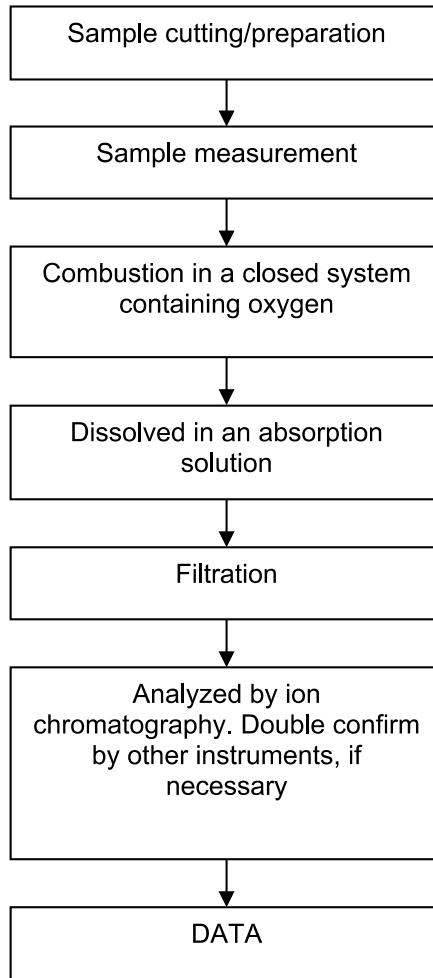 Sample cutting/preparation
Sample measurement
Combustion in a closed system
containing oxygen
Dissolved in an absorption
solution
Filtration
Analyzed by ion
chromatography. Double confirm
by other instruments, if
necessary
DATA